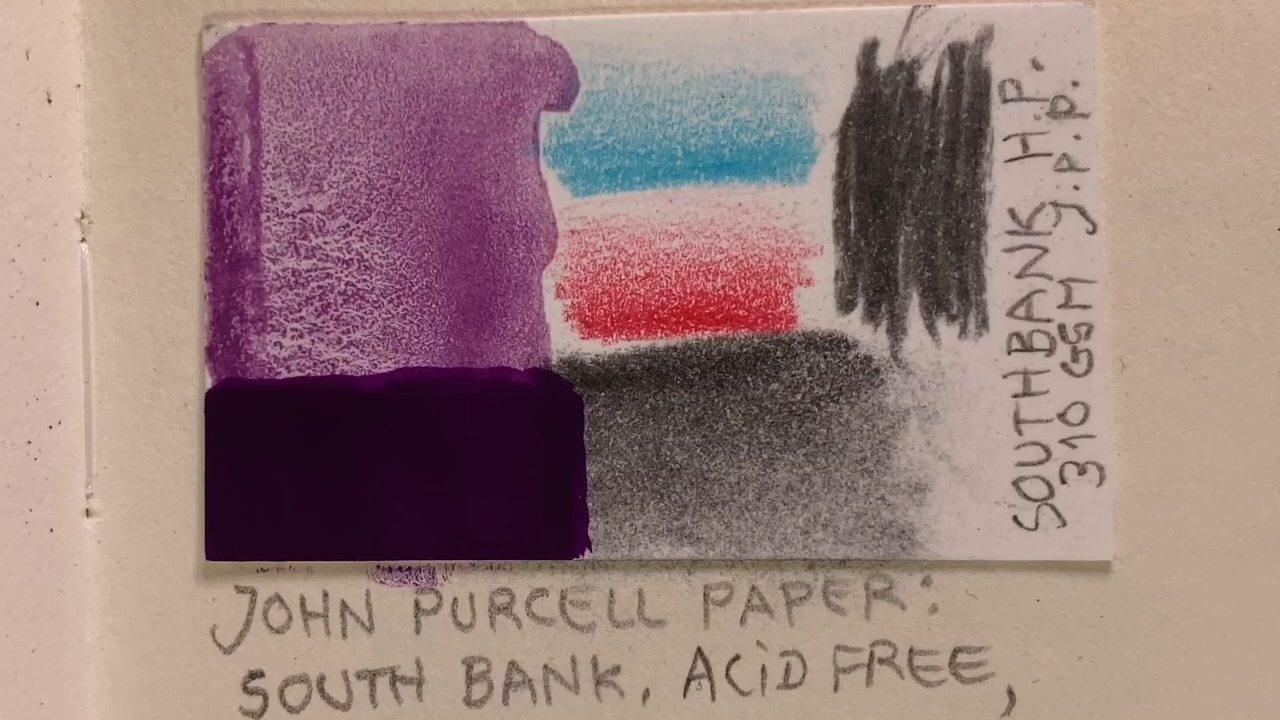 SOUTHBANK H.P.
310 GSM J.P.P.
JOHN PURCELL PAPER:
SOUTH BANK, ACiD FREE,